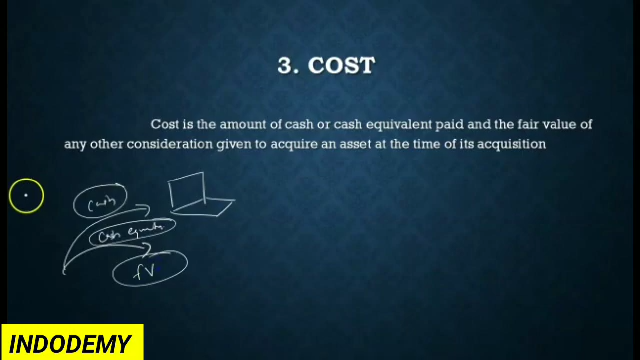 3. COST
Cost is the amount of cash or cash equivalent paid and the fair value of
any other consideration given to acquire an asset at the time of its acquisition
Cash
Cash
FV
INDODEMY